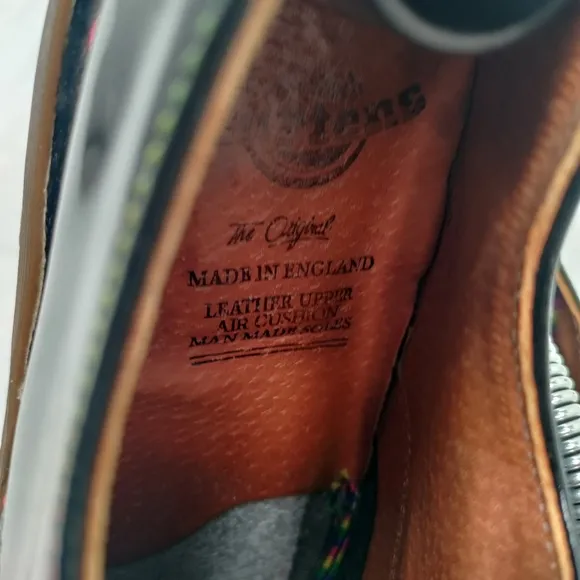 The Original
MADE IN ENGLAND
LEATHER UPPER
AIR CUSHION
MAN MADE SOLES